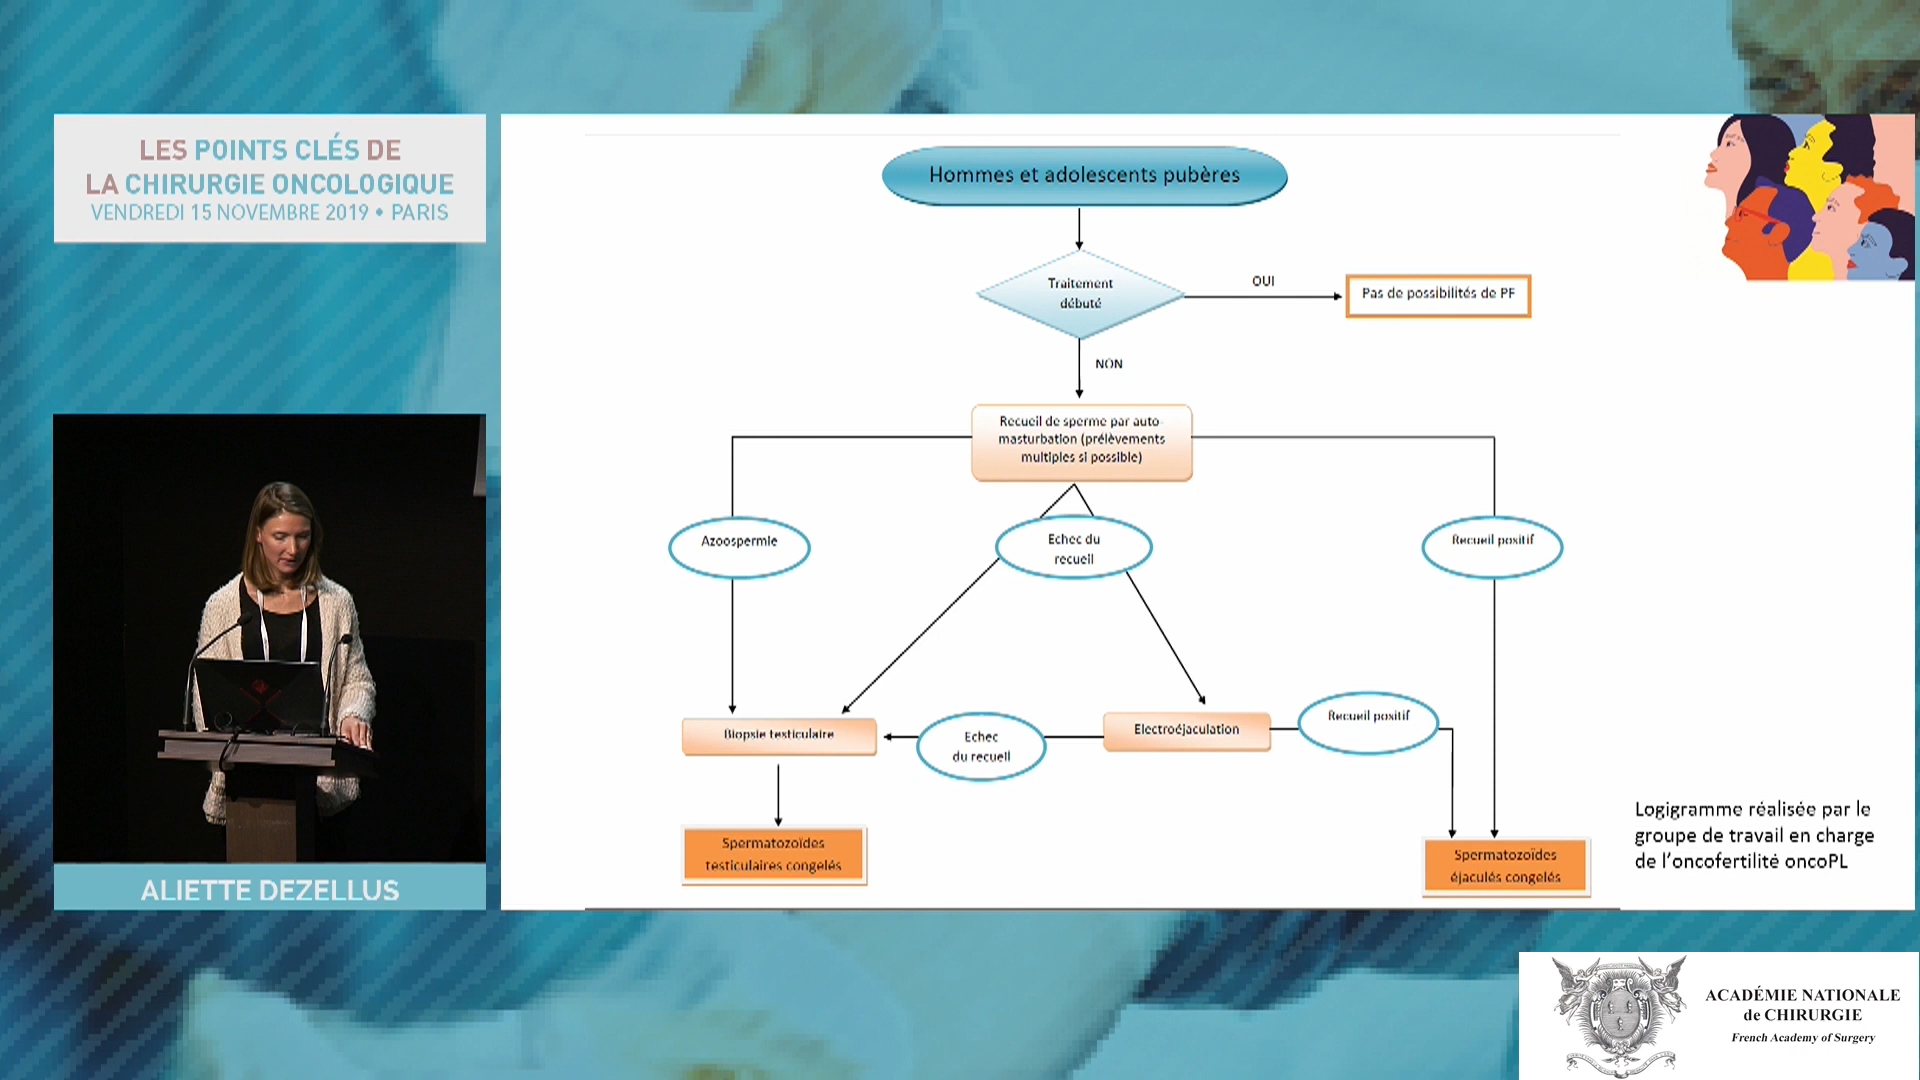 LES POINTS CLÉS DE
LA CHIRURGIE ONCOLOGIQUE
VENDREDI 15 NOVEMBRE 2019 • PARIS
Hommes et adolescents pubères
Traitement
débuté
OUI
Pas de possibilités de PF
NON
Recueil de sperme par auto
masturbation (prélèvements
multiples si possible)
Azoospermie
Echec du
recueil
Recueil positif
Biopsie testiculaire
Echec
du recueil
Electroéjaculation
Recueil positif
Spermatozoïdes
testiculaires congelés
Spermatozoïdes
éjaculés congelés
Logigramme réalisée par le
groupe de travail en charge
de l'oncofertilité oncoPL
ALIETTE DEZELLUS
ACADÉMIE NATIONALE
de CHIRURGIE
French Academy of Surgery